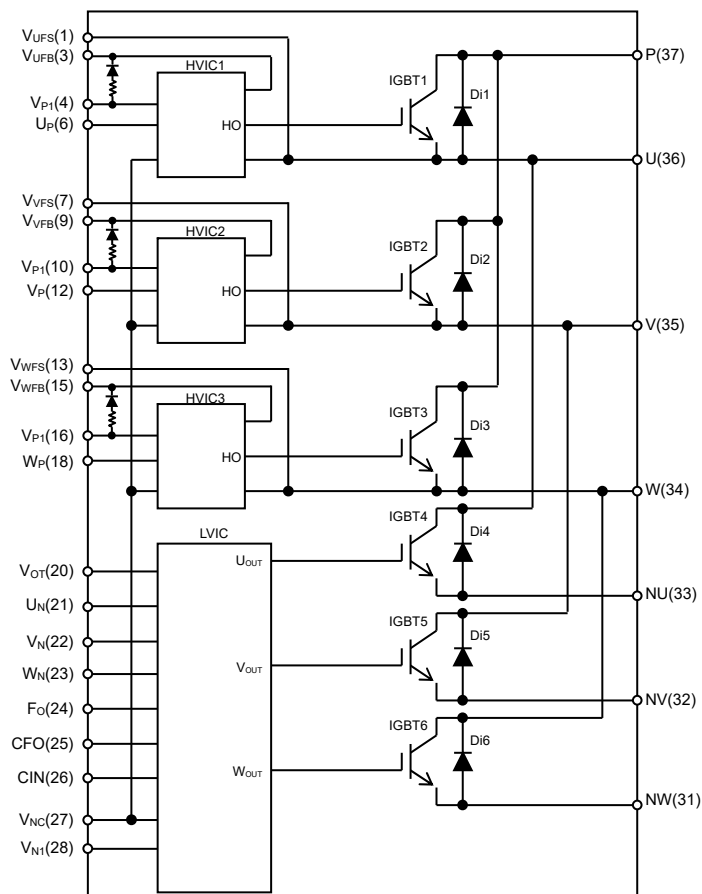 VUFS(1)
VUFB(3)
HVIC1
IGBT1
P(37)
Di1
VP1(4)
UP(6)
HO
U(36)
VVFS(7)
VVFB(9)
HVIC2
IGBT2
Di2
VP1(10)
VP(12)
HO
V(35)
VWFS(13)
VWFB(15)
HVIC3
IGBT3
Di3
VP1(16)
WP(18)
HO
W(34)
LVIC
IGBT4
Di4
UOUT
VOT(20)
UN(21)
NU(33)
IGBT5
Di5
VN(22)
VOUT
WN(23)
NV(32)
FO(24)
IGBT6
Di6
CFO(25)
WOUT
CIN(26)
NW(31)
VNC(27)
VN1(28)